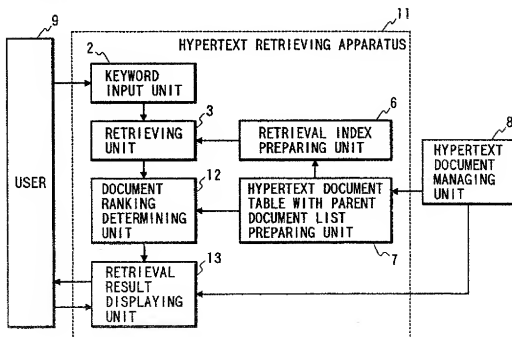 9
11
HYPERTEXT RETRIEVING APPARATUS
2
KEYWORD
INPUT UNIT
3
RETRIEVING
UNIT
6
RETRIEVAL INDEX
PREPARING UNIT
8
HYPERTEXT
DOCUMENT
MANAGING
UNIT
USER
12
DOCUMENT
RANKING
DETERMINING
UNIT
HYPERTEXT DOCUMENT
TABLE WITH PARENT
DOCUMENT LIST
PREPARING UNIT
7
13
RETRIEVAL
RESULT
DISPLAYING
UNIT